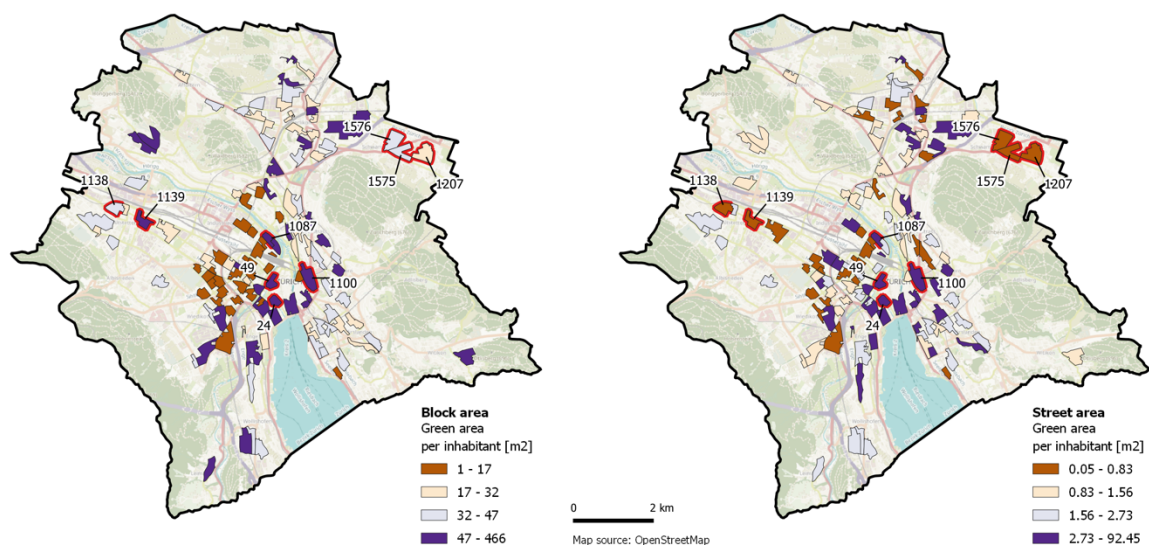 1576
1575
1207
1138
1139
1087
49
1100
24
Block area
Green area
per inhabitant [m2]
1 - 17
17 - 32
32 - 47
47 - 466
0 2 km
Map source: OpenStreetMap
1576
1575
1207
1138
1139
1087
49
1100
24
Street area
Green area
per inhabitant [m2]
0.05 - 0.83
0.83 - 1.56
1.56 - 2.73
2.73 - 92.45